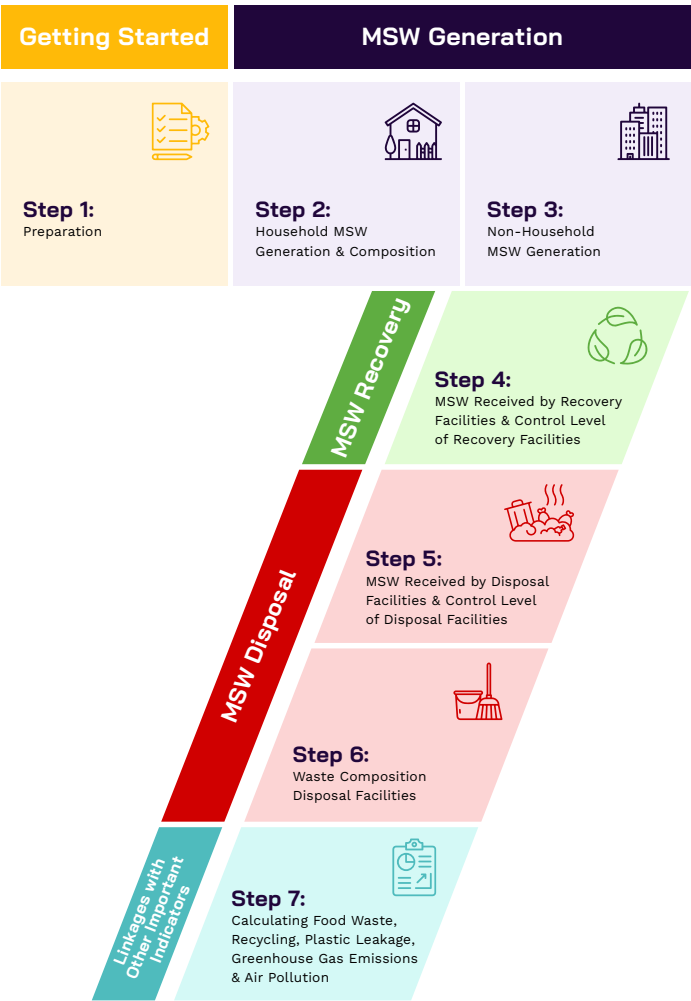 Getting Started
MSW Generation
Step 1:
Preparation
Step 2:
Household MSW
Generation & Composition
Step 3:
Non-Household
MSW Generation
MSW Recovery
Step 4:
MSW Received by Recovery
Facilities & Control Level
of Recovery Facilities
MSW Disposal
Step 5:
MSW Received by Disposal
Facilities & Control Level
of Disposal Facilities
Step 6:
Waste Composition
Disposal Facilities
Linkages with
Other Important
Indicators
Step 7:
Calculating Food Waste,
Recycling, Plastic Leakage,
Greenhouse Gas Emissions
& Air Pollution